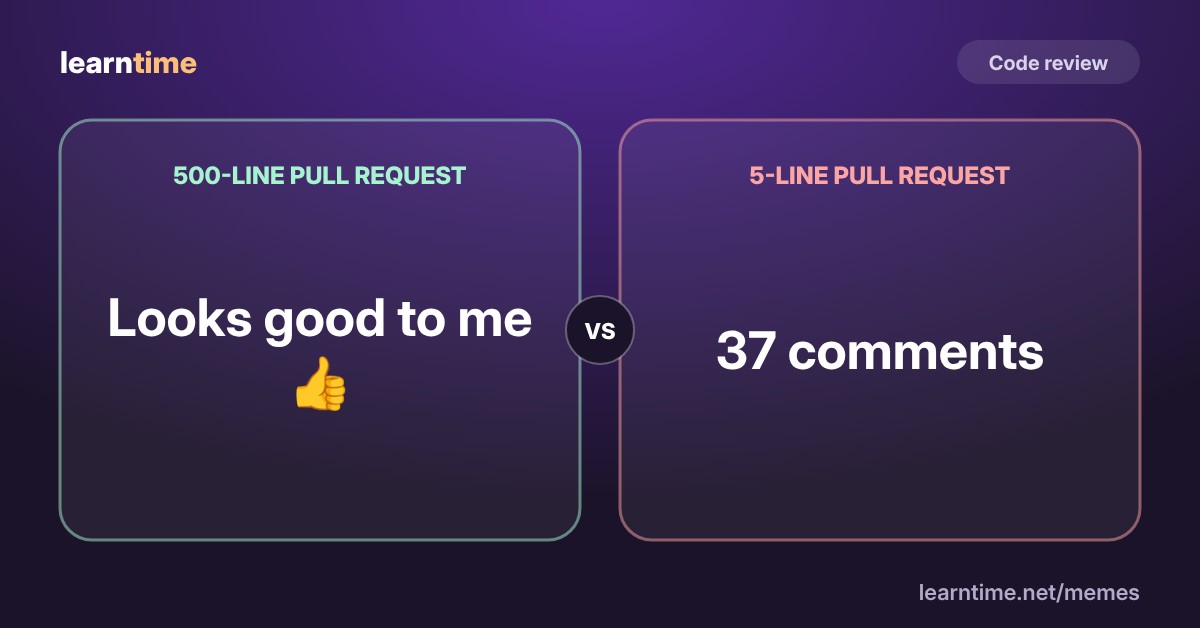 learntime
Code review
500-LINE PULL REQUEST
Looks good to me
👍
VS
5-LINE PULL REQUEST
37 comments
learntime.net/memes